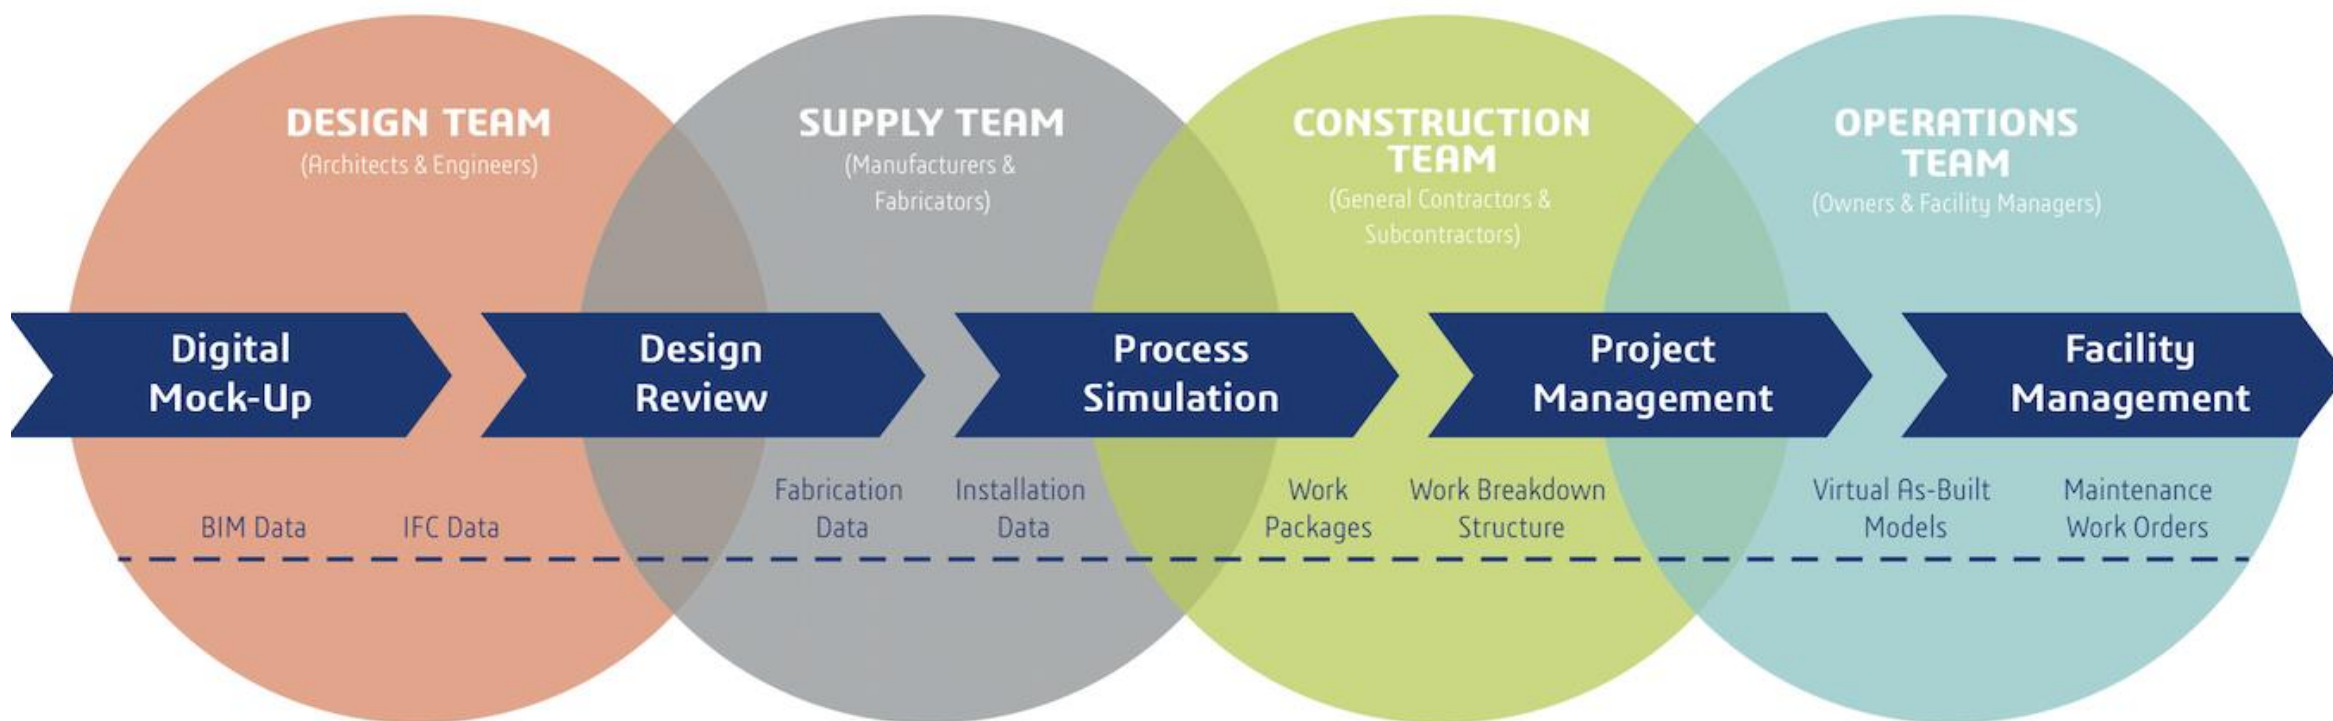 DESIGN TEAM
(Architects & Engineers)
SUPPLY TEAM
(Manufacturers &
Fabricators)
CONSTRUCTION
TEAM
(General Contractors &
Subcontractors)
OPERATIONS
TEAM
(Owners & Facility Managers)
Digital
Mock-Up
Design
Review
Process
Simulation
Project
Management
Facility
Management
BIM Data
IFC Data
Fabrication
Data
Installation
Data
Work
Packages
Work Breakdown
Structure
Virtual As-Built
Models
Maintenance
Work Orders